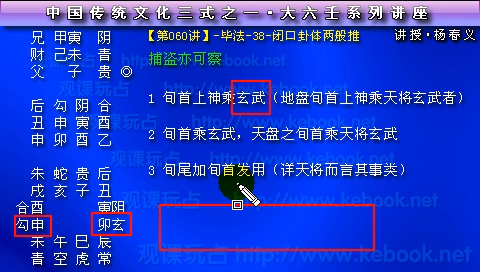 中国传统文化三式之一·大六壬系列讲座
【第060讲】-毕法-38-闭口卦体两般推
讲授·杨春义
捕盗亦可察
兄 甲寅 阴
财 己未 青
父 子 贵 ◎
后 勾 阴 合
丑 申 寅 酉
申 卯 酉 乙
朱 蛇 贵 后
戌 亥 子 丑
合酉 寅阴
勾申 卯玄
未 午 巳 辰
青 空 虎 常
1 旬首上神乘玄武（地盘旬首上神乘天将玄武者）
2 旬首乘玄武，天盘之旬首乘天将玄武
3 旬尾加旬首发用（详天将而言其事类）
观课玩占 http://www.kebook.net